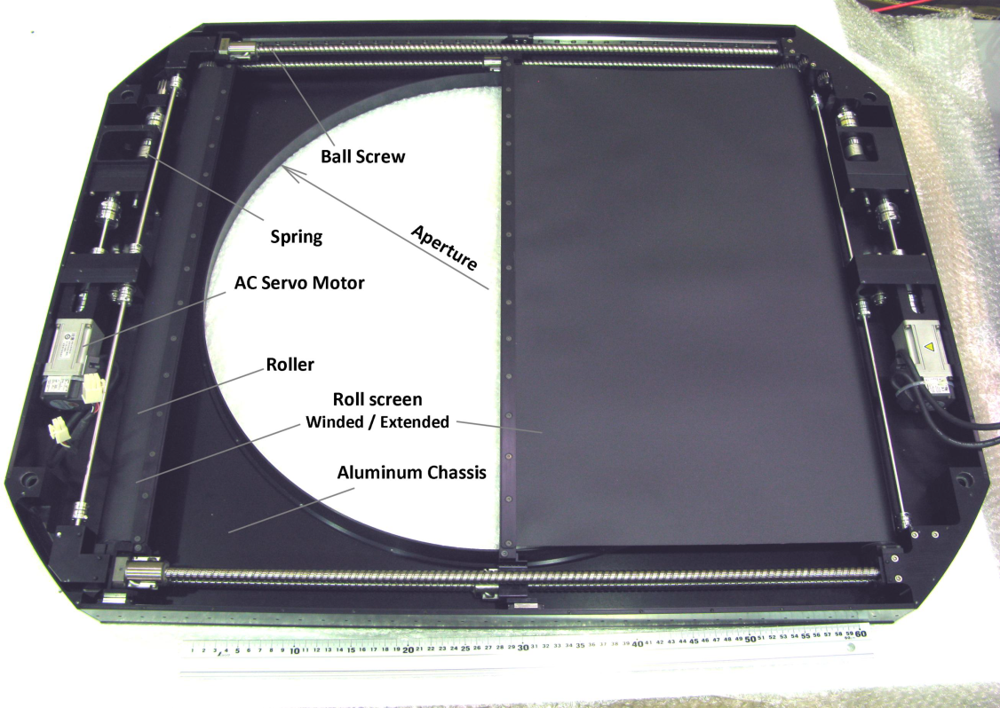 Ball Screw
Spring
Aperture
AC Servo Motor
Roller
Roll screen
Winded / Extended
Aluminum Chassis
1 2 3 4 5 6 7 8 9 10 11 12 13 14 15 16 17 18 19 20 21 22 23 24 25 26 27 28 29 30 31 32 33 34 35 36 37 38 39 40 41 42 43 44 45 46 47 48 49 50 51 52 53 54 55 56 57 58 59 60